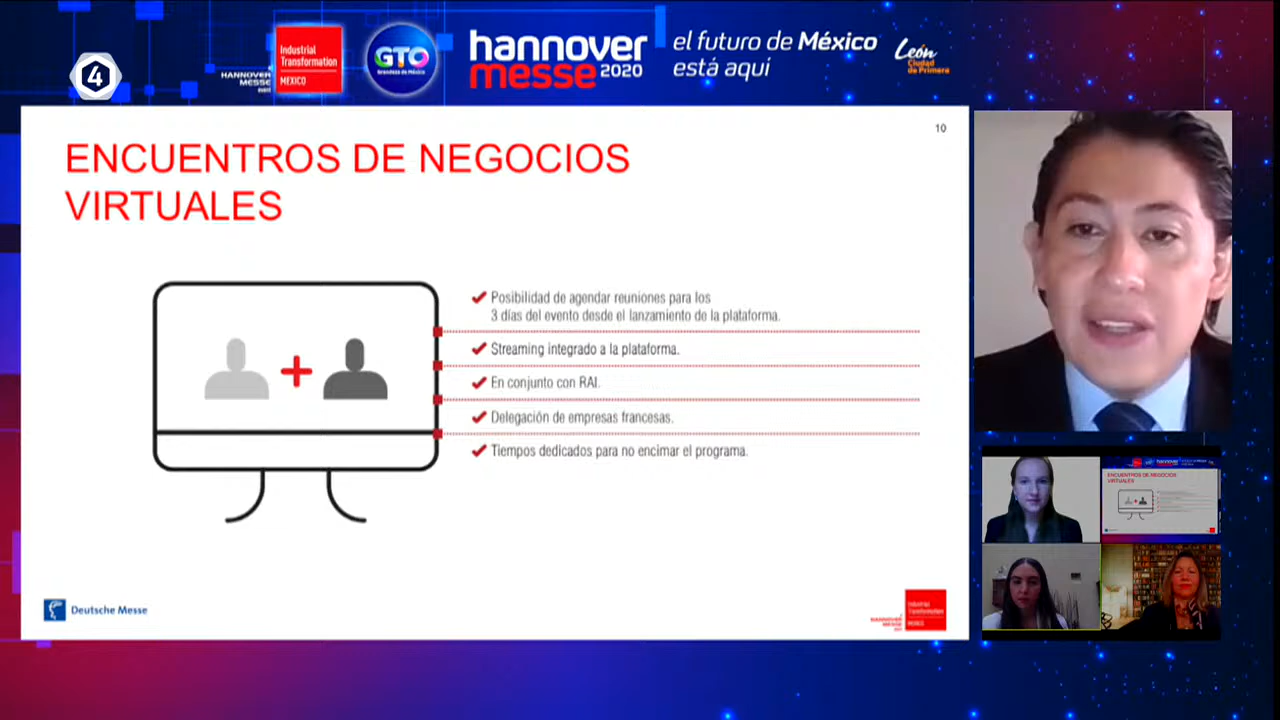 4
HANNOVER
MESSE
Industrial
Transformation
MEXICO
GTO
Grandeza de México
hannover
messe 2020
el futuro de México
está aquí
León
Ciudad
de Primera
10
ENCUENTROS DE NEGOCIOS
VIRTUALES
Posibilidad de agendar reuniones para los
3 días del evento desde el lanzamiento de la plataforma.
Streaming integrado a la plataforma.
En conjunto con RAI.
Delegación de empresas francesas.
Tiempos dedicados para no encimar el programa.
Deutsche Messe
HANNOVER
MESSE
Industrial
Transformation
MEXICO
ENCUENTROS DE NEGOCIOS
VIRTUALES